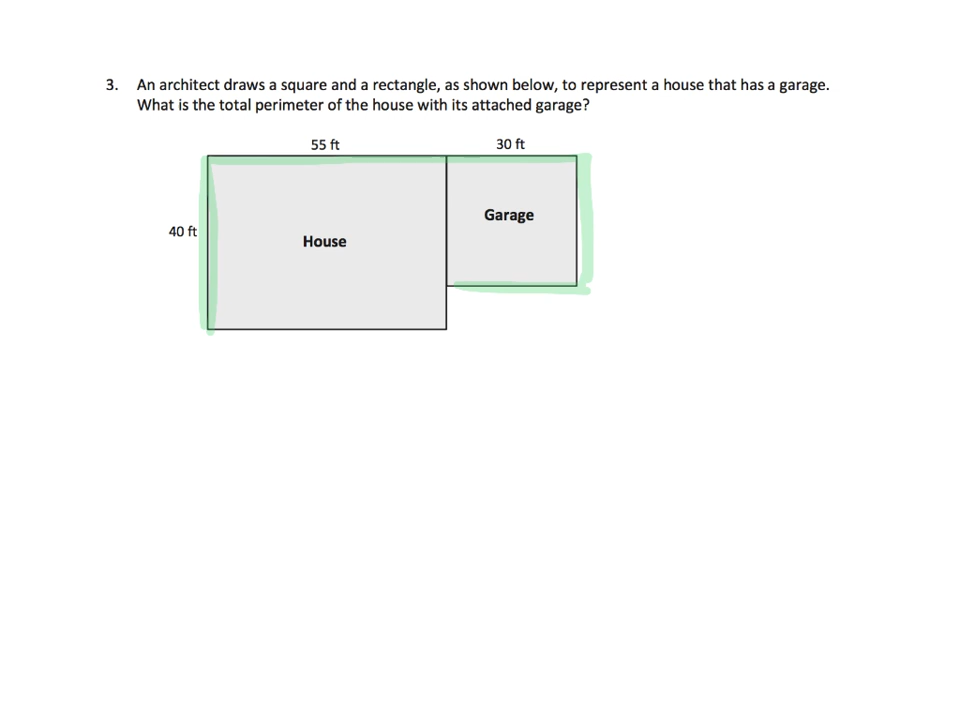 3. An architect draws a square and a rectangle, as shown below, to represent a house that has a garage.
What is the total perimeter of the house with its attached garage?
55 ft
30 ft
Garage
40 ft
House